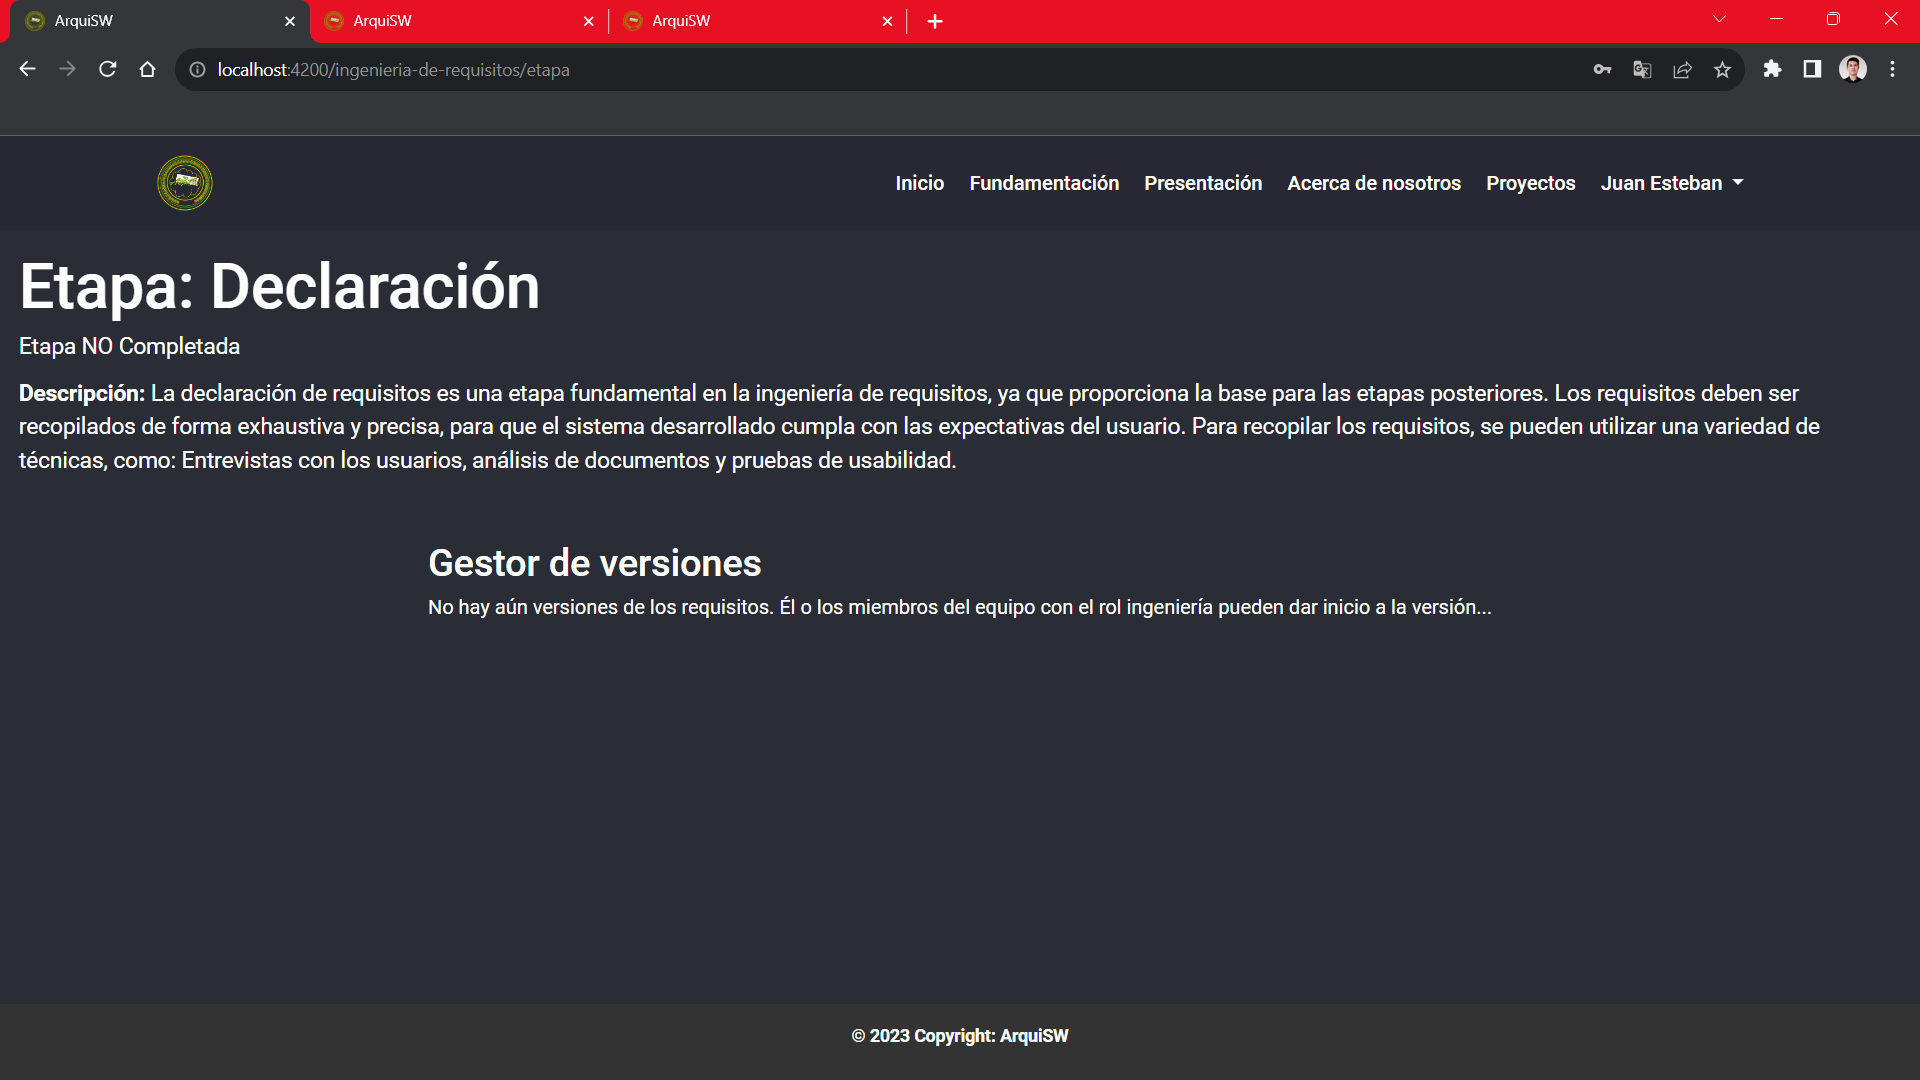 ArquiSW
ArquiSW
ArquiSW
localhost:4200/ingenieria-de-requisitos/etapa
Inicio Fundamentación Presentación Acerca de nosotros Proyectos Juan Esteban
Etapa: Declaración
Etapa NO Completada
Descripción: La declaración de requisitos es una etapa fundamental en la ingeniería de requisitos, ya que proporciona la base para las etapas posteriores. Los requisitos deben ser
recopilados de forma exhaustiva y precisa, para que el sistema desarrollado cumpla con las expectativas del usuario. Para recopilar los requisitos, se pueden utilizar una variedad de
técnicas, como: Entrevistas con los usuarios, análisis de documentos y pruebas de usabilidad.
Gestor de versiones
No hay aún versiones de los requisitos. Él o los miembros del equipo con el rol ingeniería pueden dar inicio a la versión...
© 2023 Copyright: ArquiSW